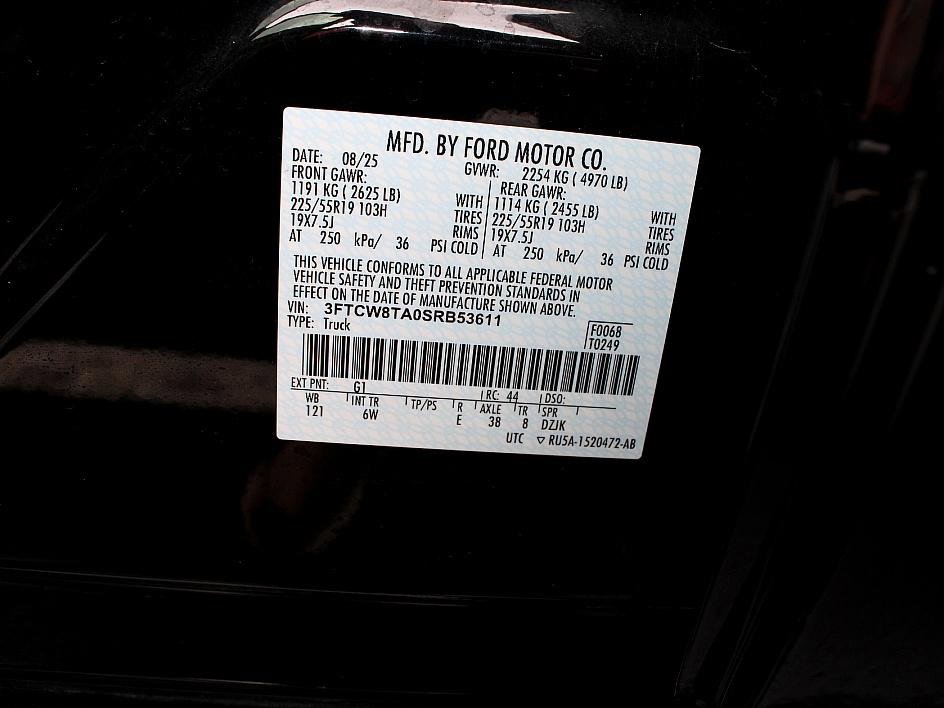 MFD. BY FORD MOTOR CO.
DATE: 08/25 GVWR: 2254 KG ( 4970 LB)
FRONT GAWR: REAR GAWR:
1191 KG ( 2625 LB) WITH 1114 KG ( 2455 LB) WITH
225/55R19 103H TIRES 225/55R19 103H TIRES
19X7.5J RIMS 19X7.5J RIMS
AT 250 kPa/ 36 PSI COLD AT 250 kPa/ 36 PSI COLD
THIS VEHICLE CONFORMS TO ALL APPLICABLE FEDERAL MOTOR
VEHICLE SAFETY AND THEFT PREVENTION STANDARDS IN
EFFECT ON THE DATE OF MANUFACTURE SHOWN ABOVE.
VIN: 3FTCW8TA0SRB53611
TYPE: Truck F0068
T0249
EXT PNT: G1 RC: 44 DSO:
WB INT TR TP/PS R AXLE TR SPR
121 6W E 38 8 DZJK
UTC ▽ RU5A-1520472-AB